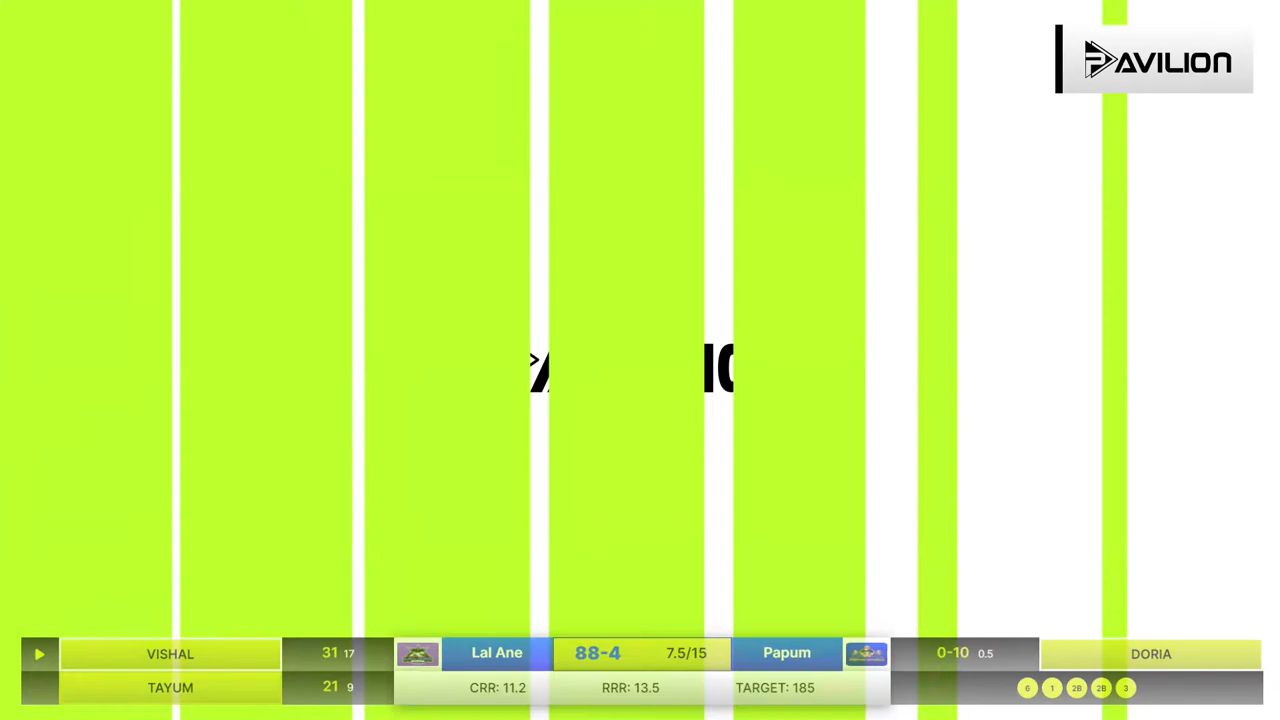 PAVILION
VISHAL 31 17 Lal Ane 88-4 7.5/15 Papum 0-10 0.5 DORIA
TAYUM 21 9 CRR: 11.2 RRR: 13.5 TARGET: 185 6 1 2B 2B 3